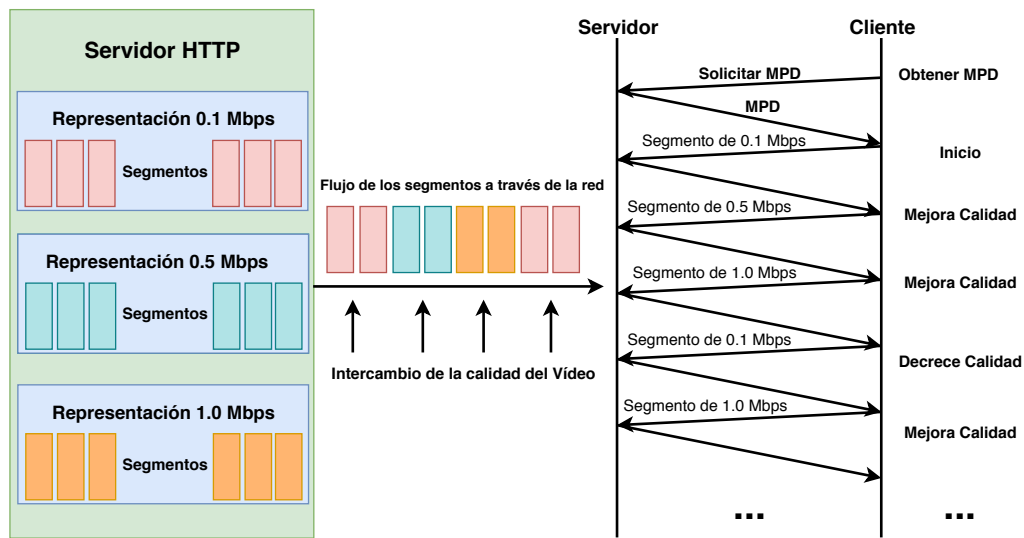 Servidor HTTP
Representación 0.1 Mbps
Segmentos
Representación 0.5 Mbps
Segmentos
Representación 1.0 Mbps
Segmentos
Flujo de los segmentos a través de la red
Intercambio de la calidad del Vídeo
Servidor
Cliente
Solicitar MPD
Obtener MPD
MPD
Segmento de 0.1 Mbps
Inicio
Segmento de 0.5 Mbps
Mejora Calidad
Segmento de 1.0 Mbps
Mejora Calidad
Segmento de 0.1 Mbps
Decrece Calidad
Segmento de 1.0 Mbps
Mejora Calidad
... ...